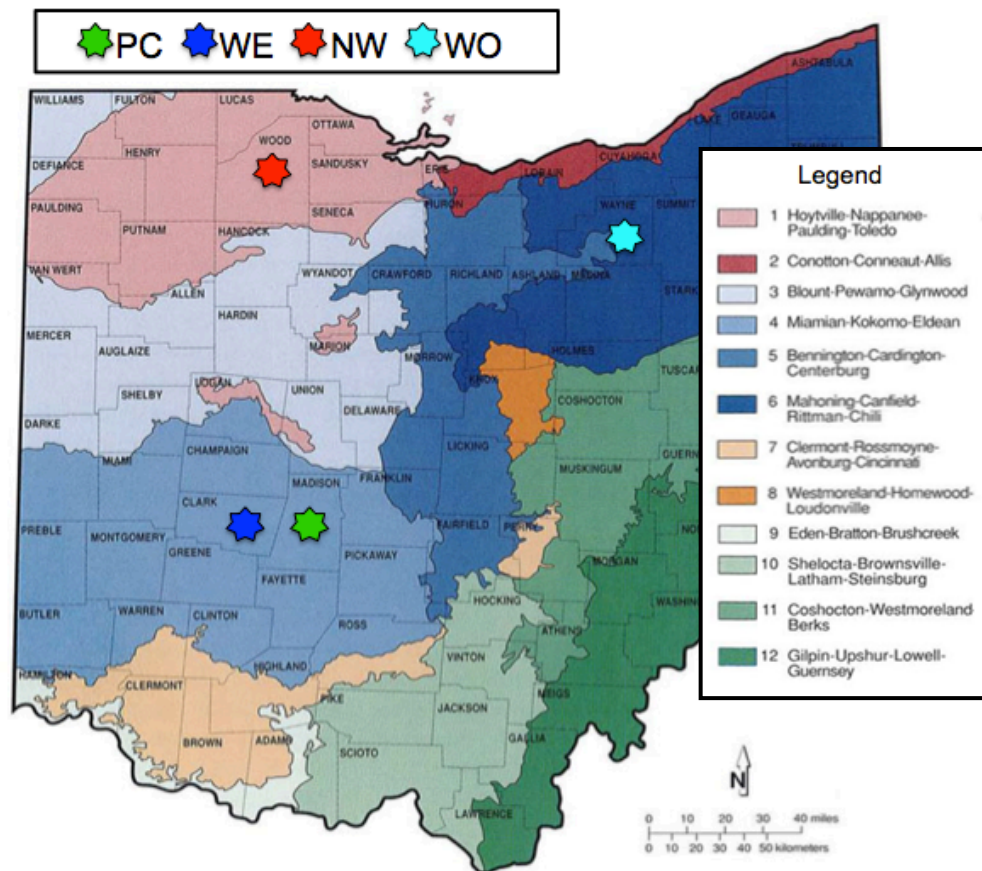 PC WE NW WO
WILLIAMS
FULTON
LUCAS
OTTAWA
WOOD
HENRY
DEFIANCE
SANDUSKY
ERIE
LORAIN
CUYAHOGA
LAKE
GEAUGA
ASHTABULA
PAULDING
PUTNAM
SENECA
HURON
HANCOCK
WAYNE
SUMMIT
VAN WERT
ALLEN
WYANDOT
CRAWFORD
RICHLAND
ASHLAND
MEDINA
STARK
MERCER
AUGLAIZE
HARDIN
MARION
MORROW
KNOX
HOLMES
TUSCAR
SHELBY
LOGAN
UNION
DELAWARE
COSHOCTON
DARKE
MIAMI
CHAMPAIGN
MADISON
FRANKLIN
LICKING
MUSKINGUM
GUERN
CLARK
PREBLE
MONTGOMERY
GREENE
FAYETTE
PICKAWAY
FAIRFIELD
PERRY
NO
MORGAN
WASHING
BUTLER
WARREN
CLINTON
ROSS
HOCKING
ATHENS
VINTON
HAMILTON
CLERMONT
HIGHLAND
PIKE
JACKSON
MEIGS
BROWN
ADAMS
SCIOTO
GALLIA
LAWRENCE
Legend
1 Hoytville-Nappanee-
Paulding-Toledo
2 Conotton-Conneaut-Allis
3 Blount-Pewamo-Glynwood
4 Miamian-Kokomo-Eldean
5 Bennington-Cardington-
Centerburg
6 Mahoning-Canfield-
Rittman-Chili
7 Clermont-Rossmoyne-
Avonburg-Cincinnati
8 Westmoreland-Homewood-
Loudonville
9 Eden-Bratton-Brushcreek
10 Shelocta-Brownsville-
Latham-Steinsburg
11 Coshocton-Westmoreland
Berks
12 Gilpin-Upshur-Lowell-
Guernsey
N
0 10 20 30 40 miles
0 10 20 30 40 50 kilometers